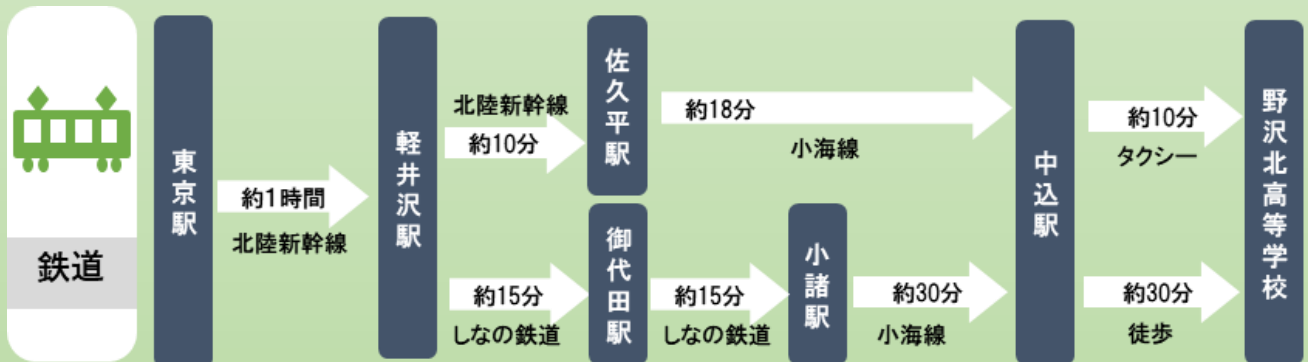 鉄道
東京駅
約1時間
北陸新幹線
軽井沢駅
北陸新幹線
約10分
佐久平駅
約18分
小海線
約15分
しなの鉄道
御代田駅
約15分
しなの鉄道
小諸駅
約30分
小海線
中込駅
約10分
タクシー
約30分
徒歩
野沢北高等学校